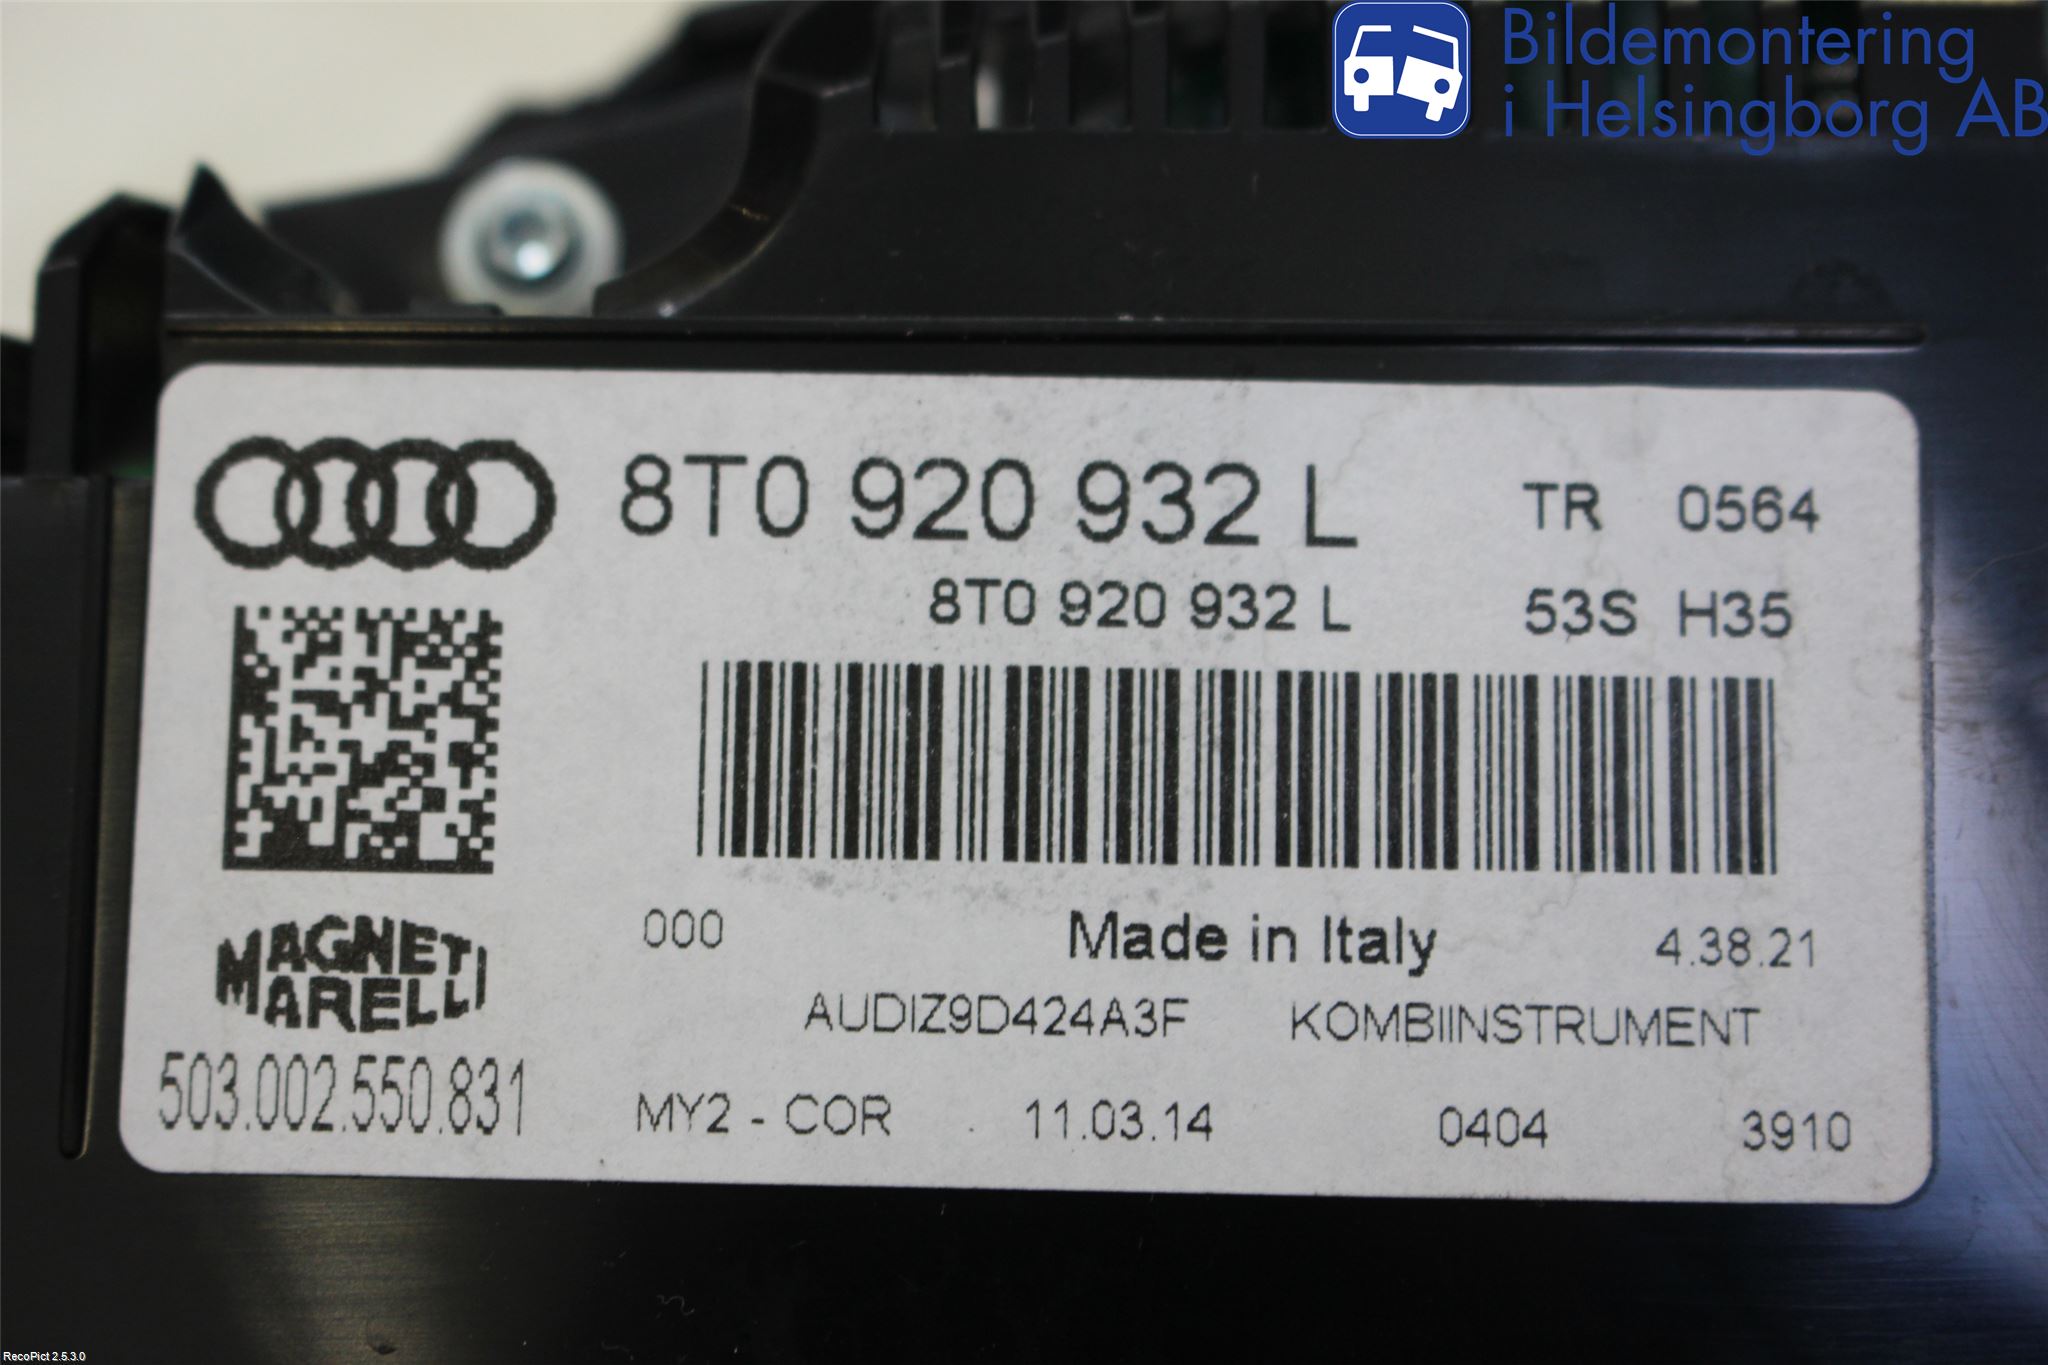 Bildemontering
i Helsingborg AB
8T0 920 932 L TR 0564
8T0 920 932 L 53S H35
000 Made in Italy 4.38.21
MAGNETI
MARELLI
AUDIZ9D424A3F KOMBIINSTRUMENT
503.002.550.831 MY2 - COR 11.03.14 0404 3910
RecoPict 2.5.3.0